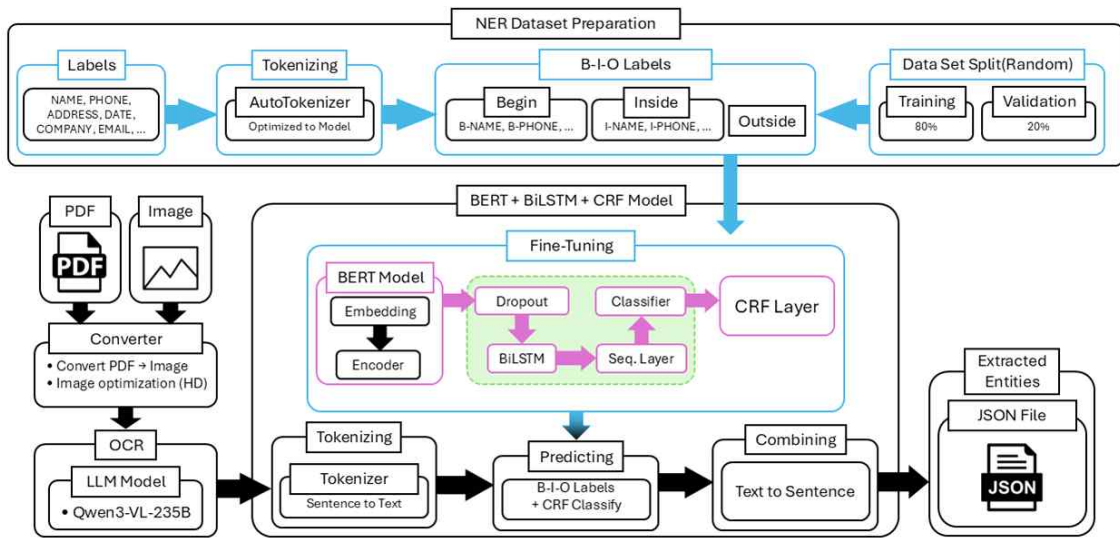 NER Dataset Preparation
Labels
NAME, PHONE,
ADDRESS, DATE,
COMPANY, EMAIL, ...
Tokenizing
AutoTokenizer
Optimized to Model
B-I-O Labels
Begin
B-NAME, B-PHONE, ...
Inside
I-NAME, I-PHONE, ...
Outside
Data Set Split(Random)
Training
80%
Validation
20%
PDF
PDF
Image
Converter
• Convert PDF → Image
• Image optimization (HD)
OCR
LLM Model
• Qwen3-VL-235B
BERT + BiLSTM + CRF Model
Fine-Tuning
BERT Model
Embedding
Encoder
Dropout
BiLSTM
Seq. Layer
Classifier
CRF Layer
Tokenizing
Tokenizer
Sentence to Text
Predicting
B-I-O Labels
+ CRF Classify
Combining
Text to Sentence
Extracted
Entities
JSON File
JSON